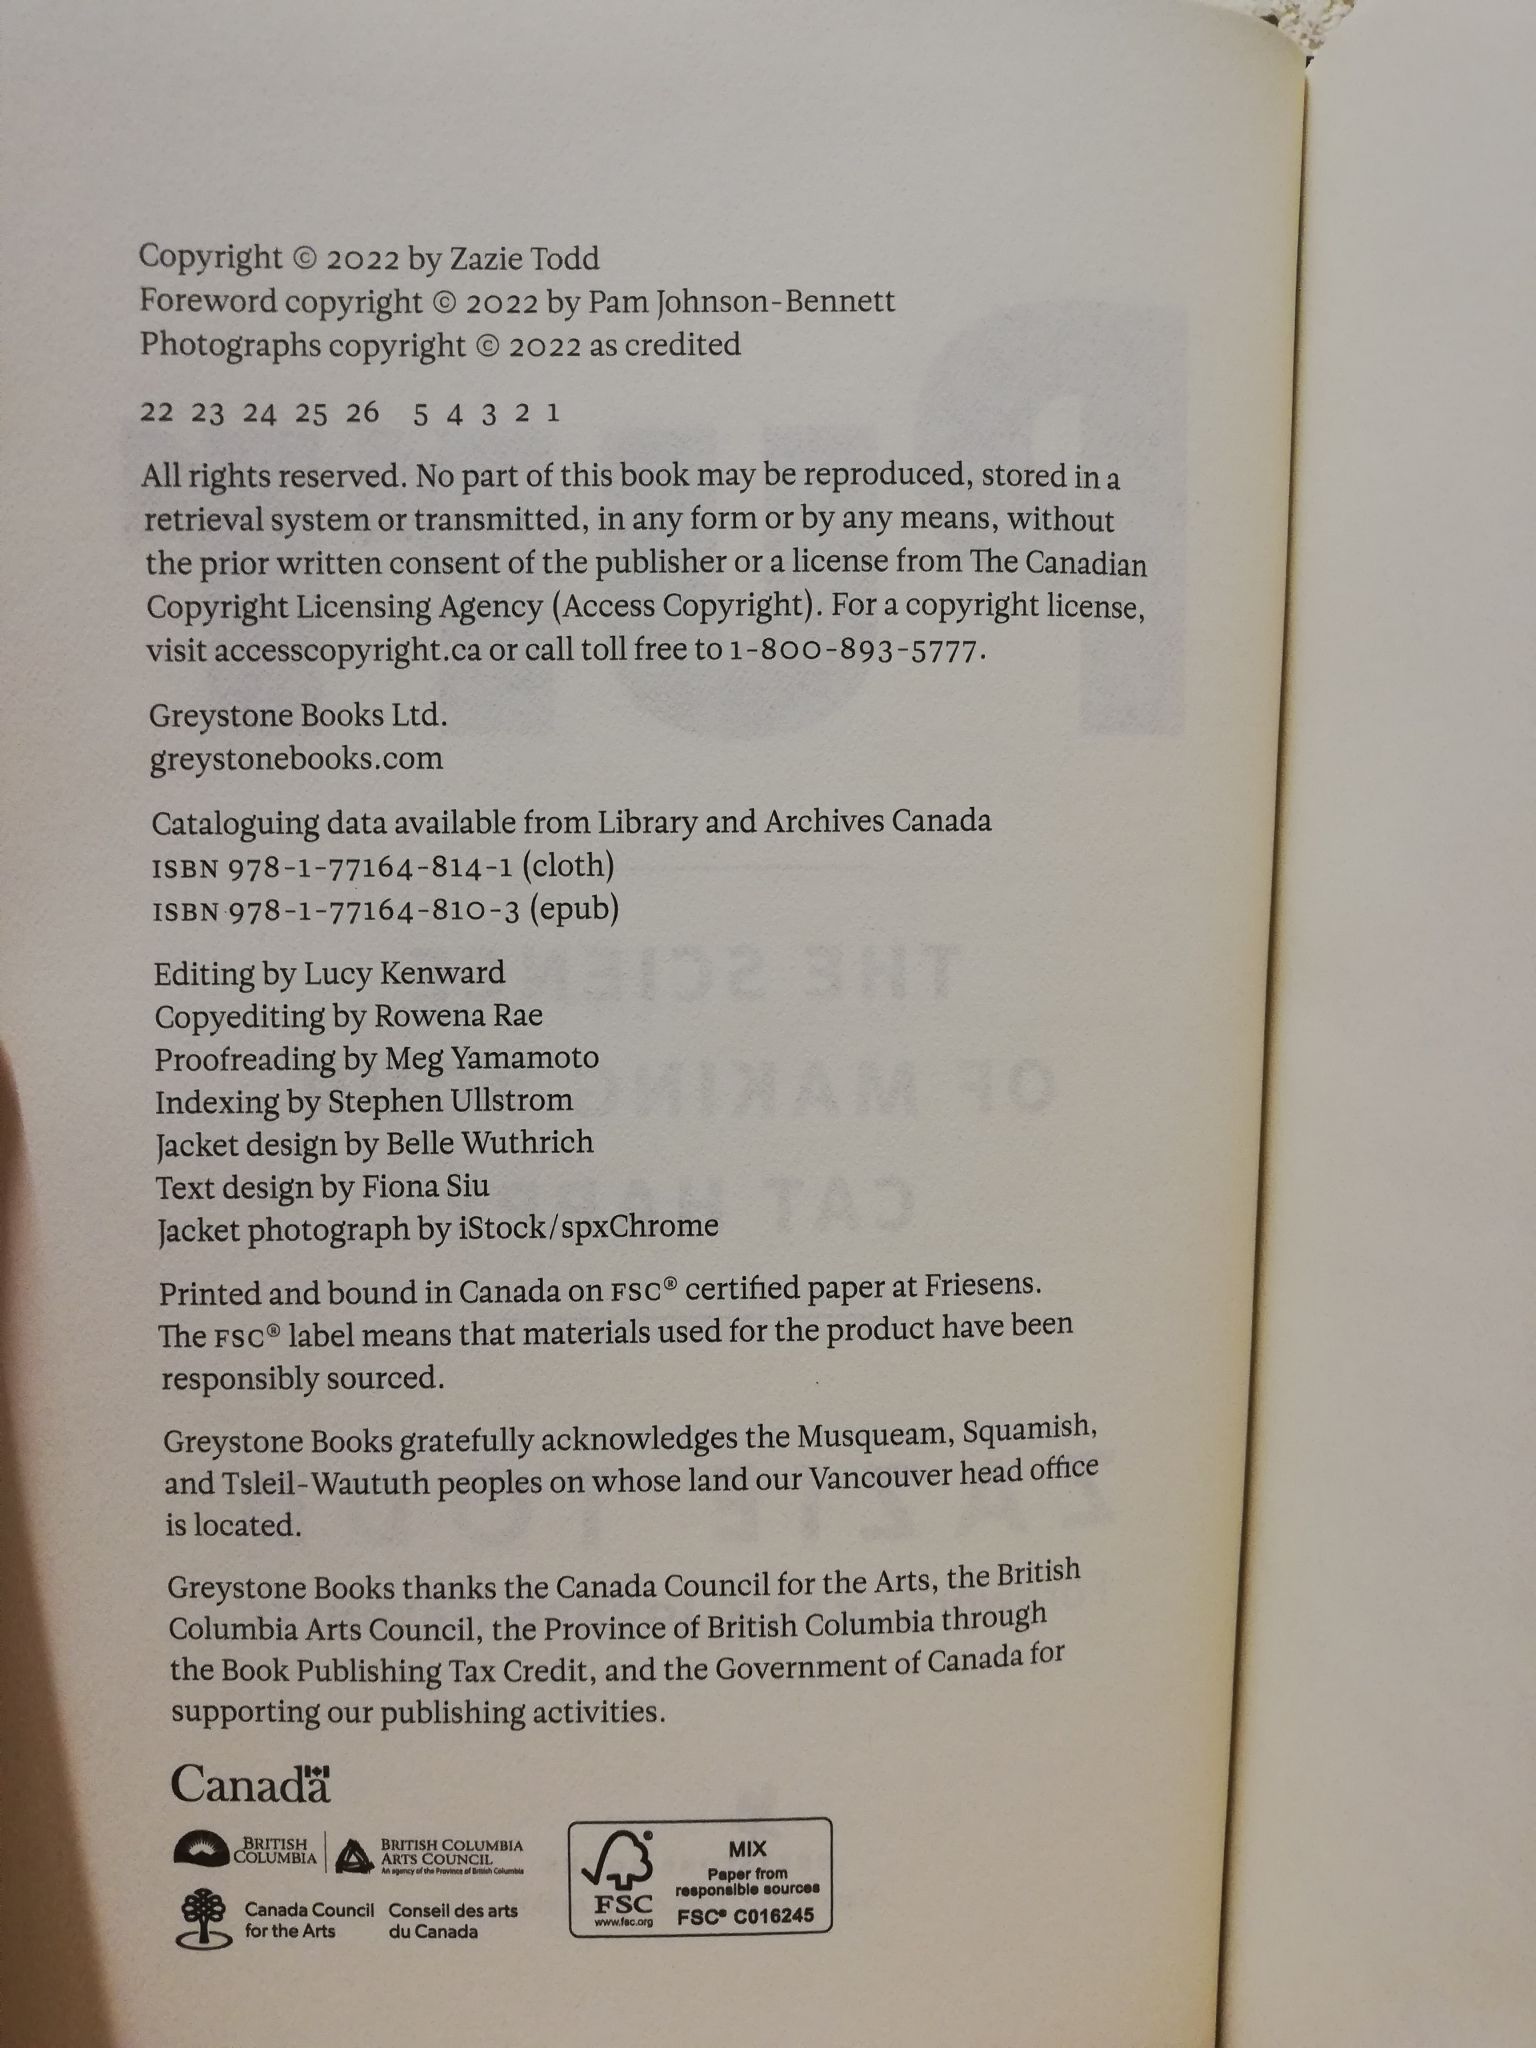 Copyright © 2022 by Zazie Todd
Foreword copyright © 2022 by Pam Johnson-Bennett
Photographs copyright © 2022 as credited
22 23 24 25 26 5 4 3 2 1
All rights reserved. No part of this book may be reproduced, stored in a
retrieval system or transmitted, in any form or by any means, without
the prior written consent of the publisher or a license from The Canadian
Copyright Licensing Agency (Access Copyright). For a copyright license,
visit accesscopyright.ca or call toll free to 1-800-893-5777.
Greystone Books Ltd.
greystonebooks.com
Cataloguing data available from Library and Archives Canada
ISBN 978-1-77164-814-1 (cloth)
ISBN 978-1-77164-810-3 (epub)
Editing by Lucy Kenward
Copyediting by Rowena Rae
Proofreading by Meg Yamamoto
Indexing by Stephen Ullstrom
Jacket design by Belle Wuthrich
Text design by Fiona Siu
Jacket photograph by iStock/spxChrome
Printed and bound in Canada on FSC® certified paper at Friesens.
The FSC® label means that materials used for the product have been
responsibly sourced.
Greystone Books gratefully acknowledges the Musqueam, Squamish,
and Tsleil-Waututh peoples on whose land our Vancouver head office
is located.
Greystone Books thanks the Canada Council for the Arts, the British
Columbia Arts Council, the Province of British Columbia through
the Book Publishing Tax Credit, and the Government of Canada for
supporting our publishing activities.
Canada
BRITISH
COLUMBIA
BRITISH COLUMBIA
ARTS COUNCIL
An agency of the Province of British Columbia
Canada Council
for the Arts
Conseil des arts
du Canada
FSC
www.fsc.org
MIX
Paper from
responsible sources
FSC® C016245